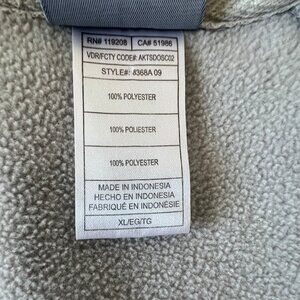 RN# 119208 CA# 51986
VDR/FCTY CODE#: AKTSDOSC02
STYLE#: #368A 09
100% POLYESTER
100% POLIESTER
100% POLYESTER
MADE IN INDONESIA
HECHO EN INDONESIA
FABRIQUÉ EN INDONÉSIE
XL/EG/TG